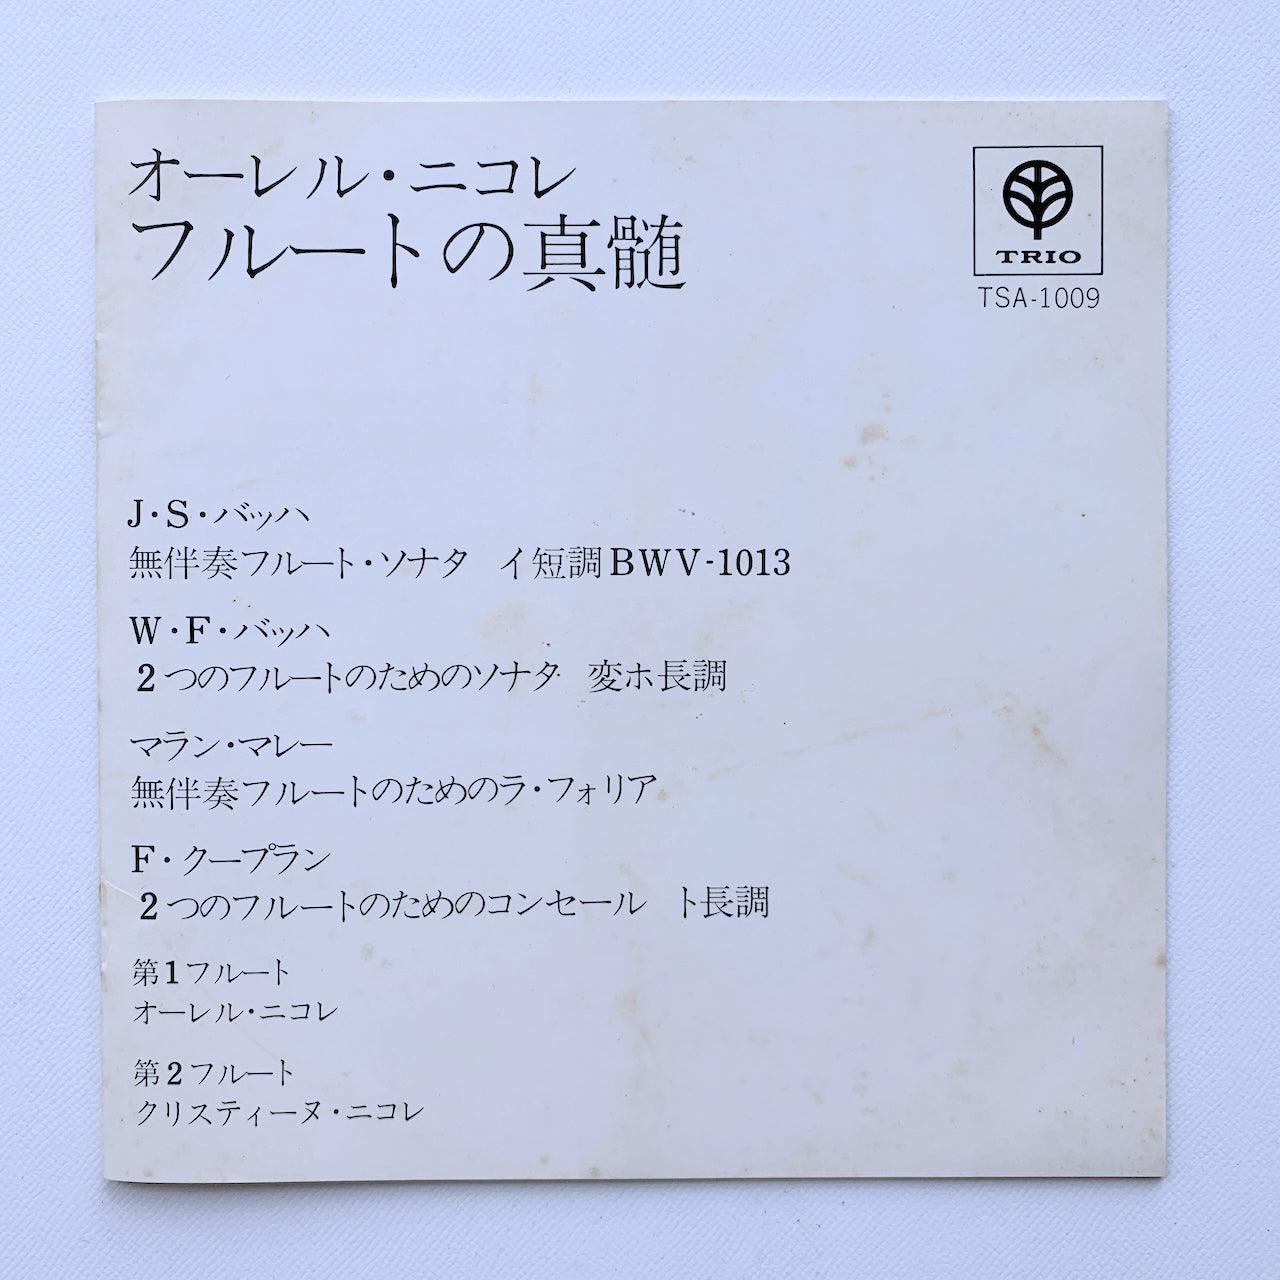 オーレル・ニコレ
フルートの真髄
TRIO
TSA-1009
J・S・バッハ
無伴奏フルート・ソナタ　イ短調BWV-1013
W・F・バッハ
2つのフルートのためのソナタ　変ホ長調
マラン・マレー
無伴奏フルートのためのラ・フォリア
F・クープラン
2つのフルートのためのコンセール　ト長調
第1フルート
オーレル・ニコレ
第2フルート
クリスティーヌ・ニコレ